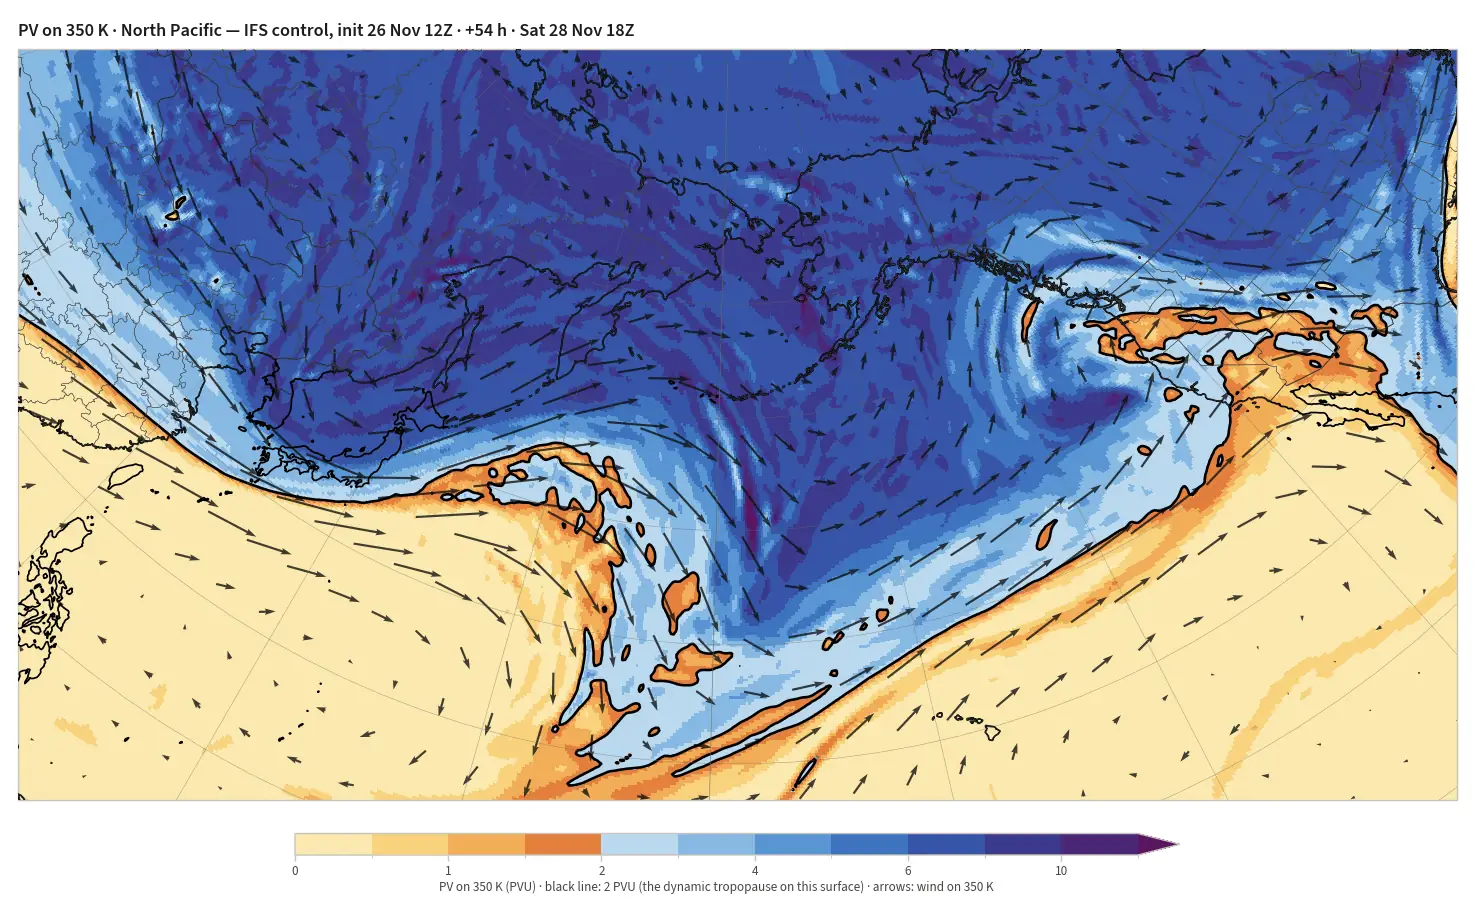 PV on 350 K · North Pacific — IFS control, init 26 Nov 12Z · +54 h · Sat 28 Nov 18Z
0 1 2 4 6 8 10
PV on 350 K (PVU) · black line: 2 PVU (the dynamic tropopause on this surface) · arrows: wind on 350 K